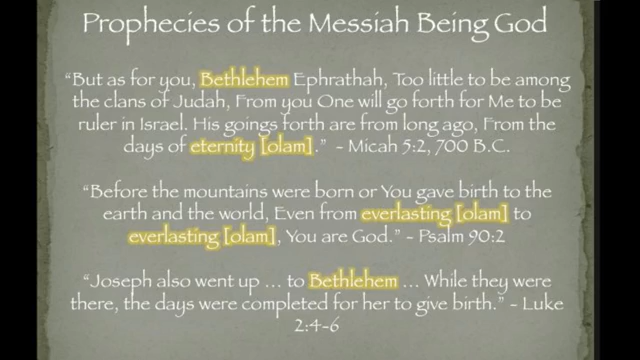 Prophecies of the Messiah Being God
“But as for you, Bethlehem Ephrathah, Too little to be among
the clans of Judah, From you One will go forth for Me to be
ruler in Israel. His goings forth are from long ago, From the
days of eternity [olam].” - Micah 5:2, 700 B.C.
“Before the mountains were born or You gave birth to the
earth and the world, Even from everlasting [olam] to
everlasting [olam], You are God.” - Psalm 90:2
“Joseph also went up ... to Bethlehem ... While they were
there, the days were completed for her to give birth.” - Luke
2:4-6